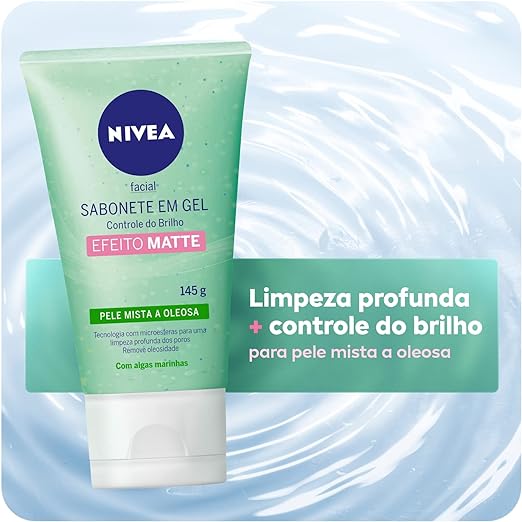 NIVEA
facial
SABONETE EM GEL
Controle do Brilho
EFEITO MATTE
145 g
PELE MISTA A OLEOSA
Tecnologia com microesferas para uma
limpeza profunda dos poros
Remove oleosidade
Com algas marinhas
Limpeza profunda
+ controle do brilho
para pele mista a oleosa